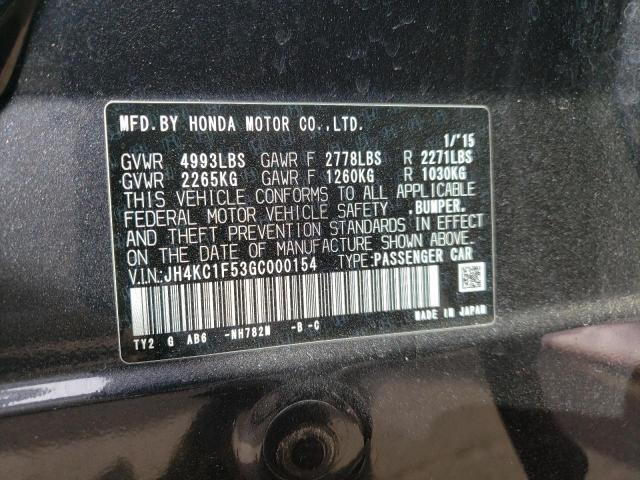 MFD.BY HONDA MOTOR CO.,LTD.
1/'15
GVWR 4993LBS GAWR F 2778LBS R 2271LBS
GVWR 2265KG GAWR F 1260KG R 1030KG
THIS VEHICLE CONFORMS TO ALL APPLICABLE
FEDERAL MOTOR VEHICLE SAFETY ,BUMPER,
AND THEFT PREVENTION STANDARDS IN EFFECT
ON THE DATE OF MANUFACTURE SHOWN ABOVE.
V.I.N:JH4KC1F53GC000154 TYPE:PASSENGER CAR
TY2 G AB6 -NH782M -B -C MADE IN JAPAN